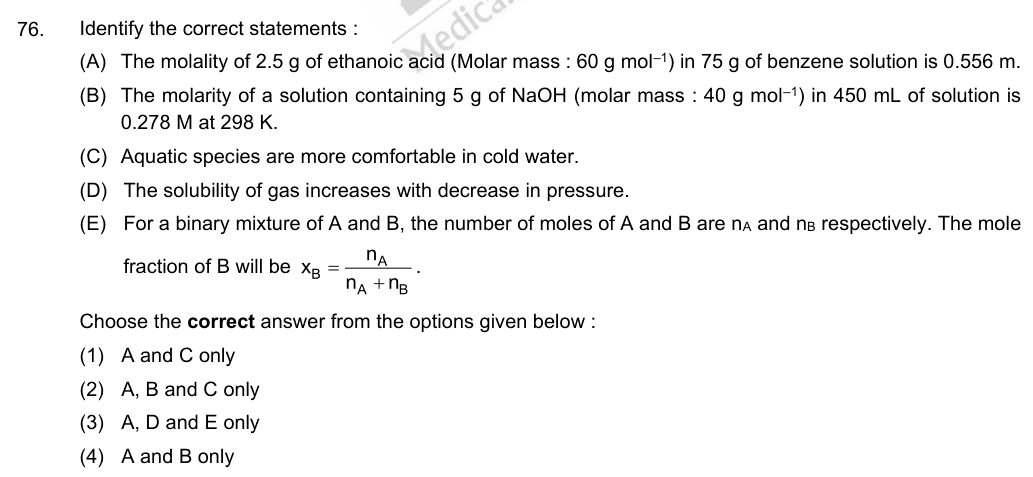 Medical
76. Identify the correct statements :
(A) The molality of 2.5 g of ethanoic acid (Molar mass : 60 g mol⁻¹) in 75 g of benzene solution is 0.556 m.
(B) The molarity of a solution containing 5 g of NaOH (molar mass : 40 g mol⁻¹) in 450 mL of solution is
0.278 M at 298 K.
(C) Aquatic species are more comfortable in cold water.
(D) The solubility of gas increases with decrease in pressure.
(E) For a binary mixture of A and B, the number of moles of A and B are nA and nB respectively. The mole
fraction of B will be xB = nA / (nA + nB) .
Choose the correct answer from the options given below :
(1) A and C only
(2) A, B and C only
(3) A, D and E only
(4) A and B only